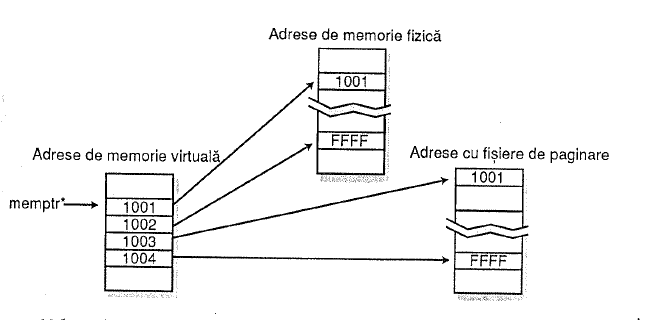 Adrese de memorie fizică
1001
FFFF
Adrese de memorie virtuală
memptr*
1001
1002
1003
1004
Adrese cu fișiere de paginare
1001
FFFF